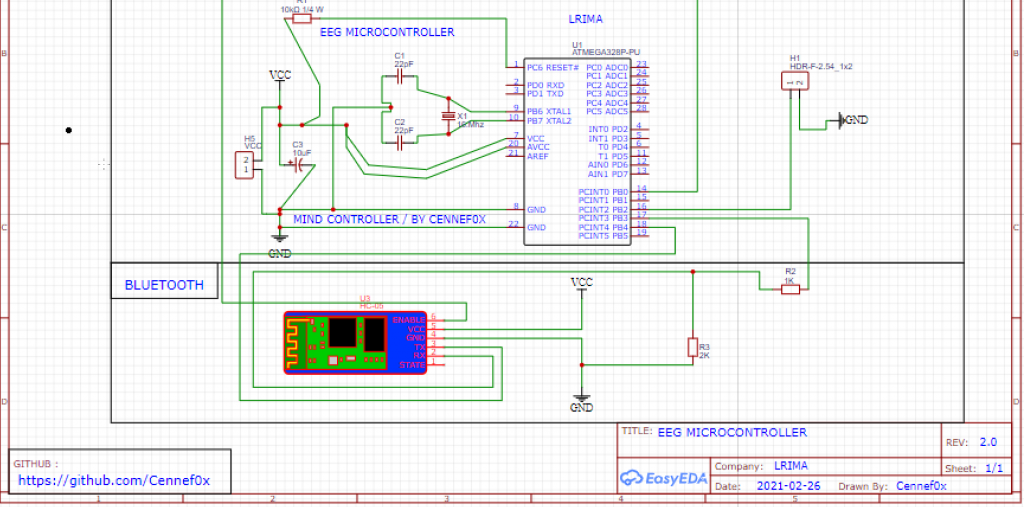 R1
10kΩ 1/4 W
EEG MICROCONTROLLER
LRIMA
U1
ATMEGA328P-PU
1 PC6 RESET#
2 PD0 RXD
3 PD1 TXD
9 PB6 XTAL1
10 PB7 XTAL2
7 VCC
20 AVCC
21 AREF
8 GND
22 GND
PC0 ADC0 23
PC1 ADC1 24
PC2 ADC2 25
PC3 ADC3 26
PC4 ADC4 27
PC5 ADC5 28
INT0 PD2 4
INT1 PD3 5
T0 PD4 6
T1 PD5 11
AIN0 PD6 12
AIN1 PD7 13
PCINT0 PB0 14
PCINT1 PB1 15
PCINT2 PB2 16
PCINT3 PB3 17
PCINT4 PB4 18
PCINT5 PB5 19
C1
22pF
C2
22pF
X1
16 Mhz
VCC
H5
VCC
2
1
C3
10uF
+
GND
MIND CONTROLLER / BY CENNEF0X
H1
HDR-F-2.54_1x2
1 2
GND
BLUETOOTH
U3
HC-05
ENABLE 6
VCC 5
GND 4
TX 3
RX 2
STATE 1
VCC
GND
R2
1K
R3
2K
B
C
D
B
C
D
TITLE: EEG MICROCONTROLLER
REV: 2.0
EasyEDA
Company: LRIMA
Sheet: 1/1
Date: 2021-02-26 Drawn By: Cennef0x
GITHUB :
https://github.com/Cennef0x
1 2 3 4 5